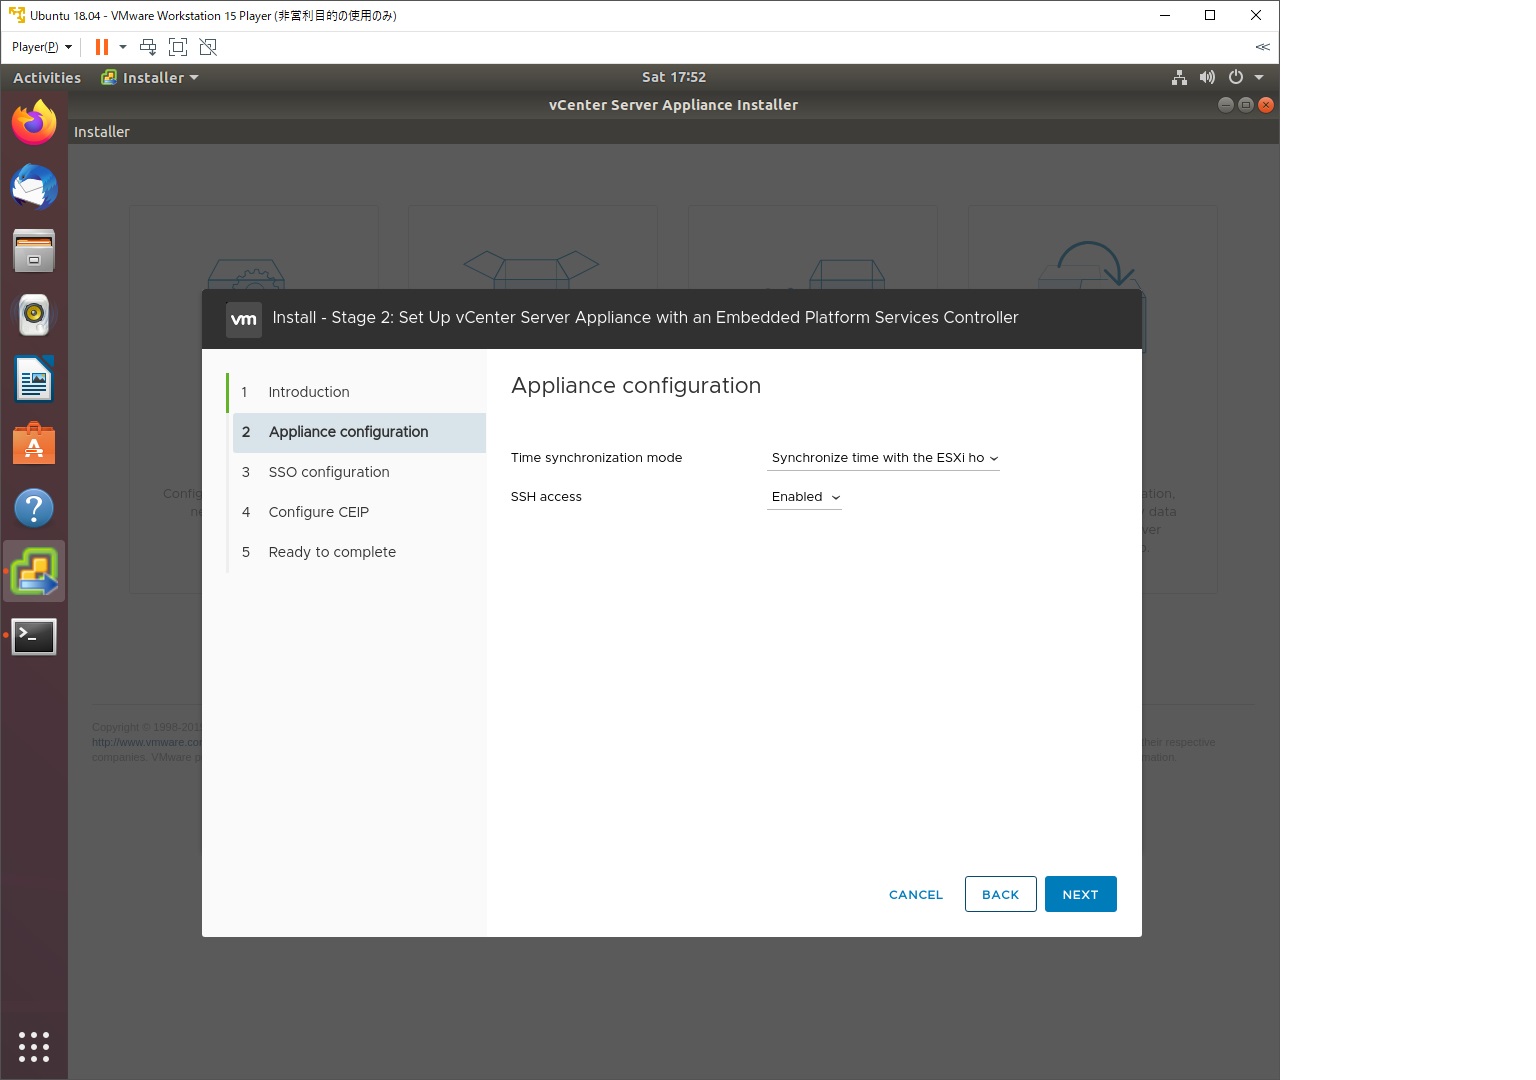 Ubuntu 18.04 - VMware Workstation 15 Player (非営利目的の使用のみ)
Player(P)
Activities
Installer
Sat 17:52
vCenter Server Appliance Installer
Installer
vm
Install - Stage 2: Set Up vCenter Server Appliance with an Embedded Platform Services Controller
1 Introduction
2 Appliance configuration
3 SSO configuration
4 Configure CEIP
5 Ready to complete
Appliance configuration
Time synchronization mode
Synchronize time with the ESXi ho
SSH access
Enabled
CANCEL
BACK
NEXT
Config
ne
ation,
data
ver
Copyright © 1998-201
http://www.vmware.co
companies. VMware p
their respective
mation.